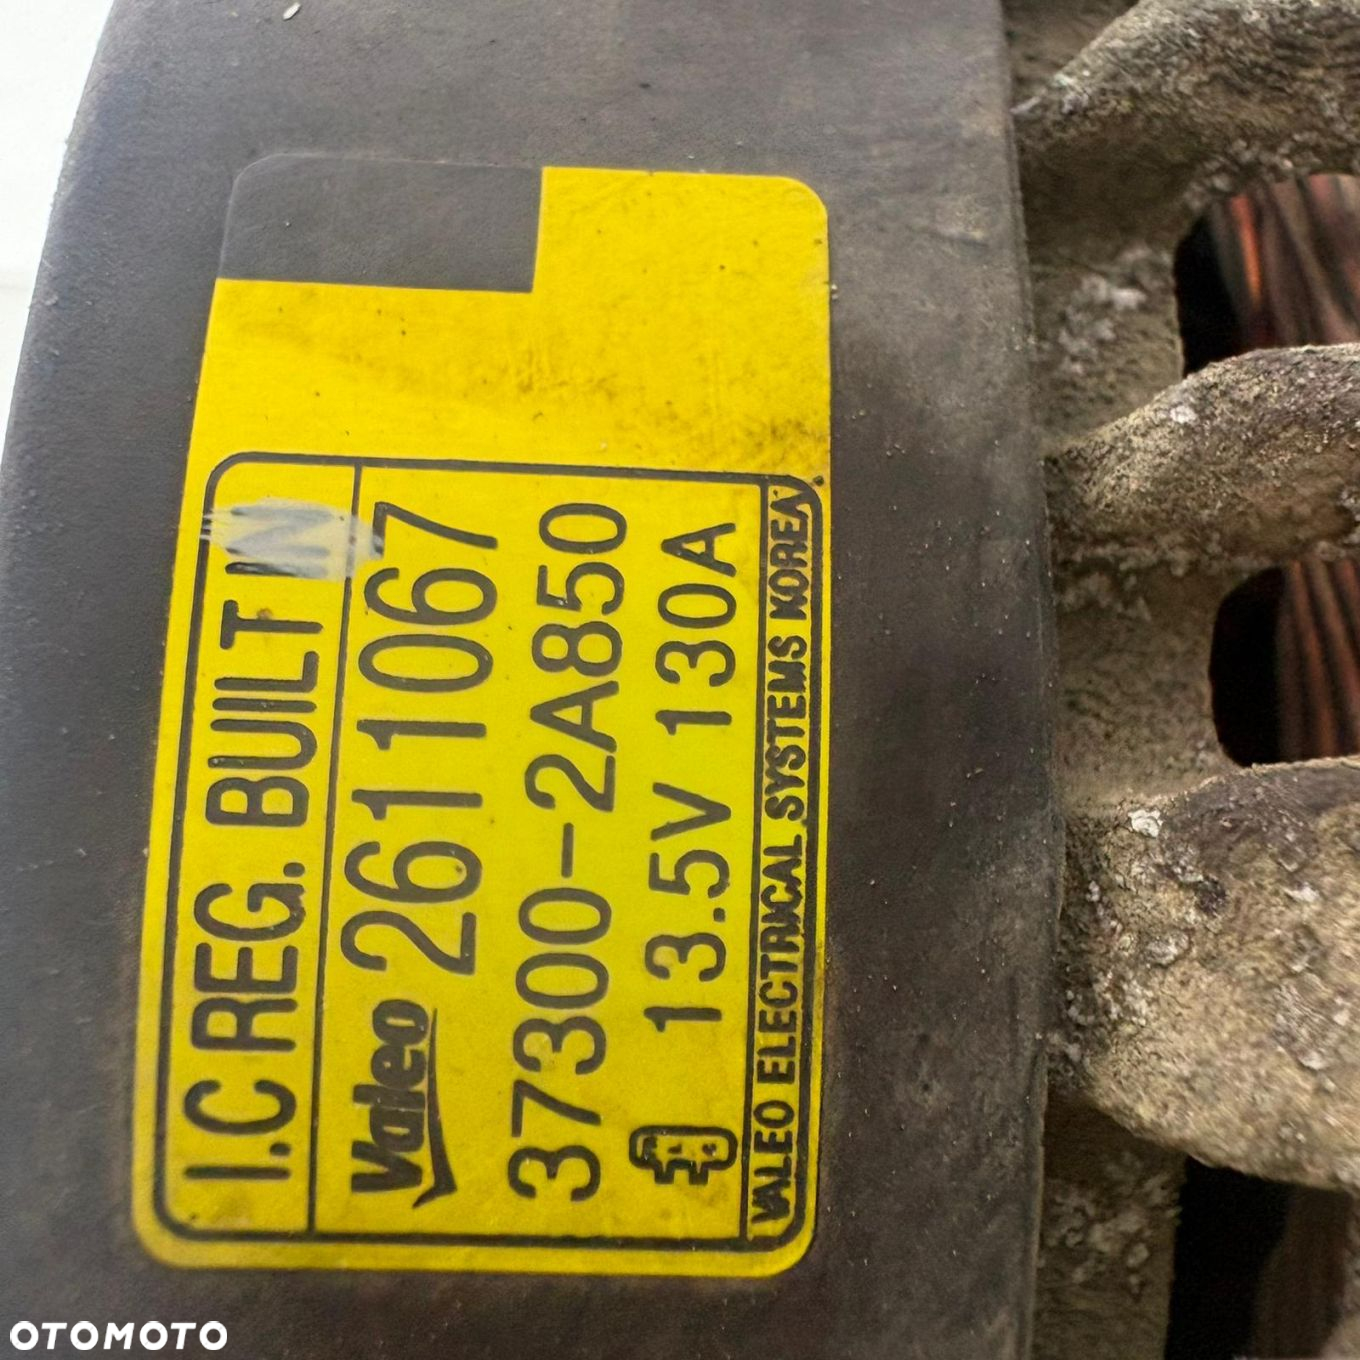 I.C REG. BUILT IN
Valeo 2611067
37300-2A850
13.5V 130A
VALEO ELECTRICAL SYSTEMS KOREA
OTOMOTO